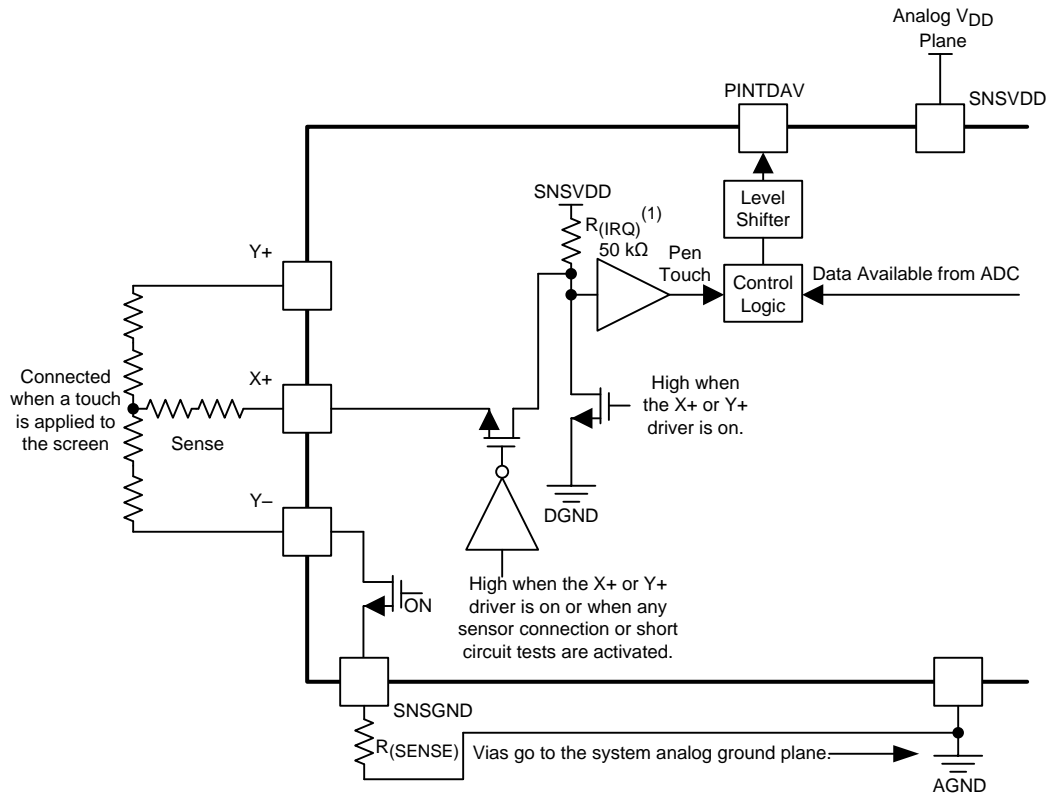 Analog VDD
Plane
PINTDAV
SNSVDD
Level
Shifter
SNSVDD
R(IRQ)(1)
50 kΩ
Pen
Touch
Control
Logic
Data Available from ADC
Y+
X+
Connected
when a touch
is applied to
the screen
Sense
High when
the X+ or Y+
driver is on.
DGND
Y–
ON
High when the X+ or Y+
driver is on or when any
sensor connection or short
circuit tests are activated.
SNSGND
R(SENSE)
Vias go to the system analog ground plane.
AGND